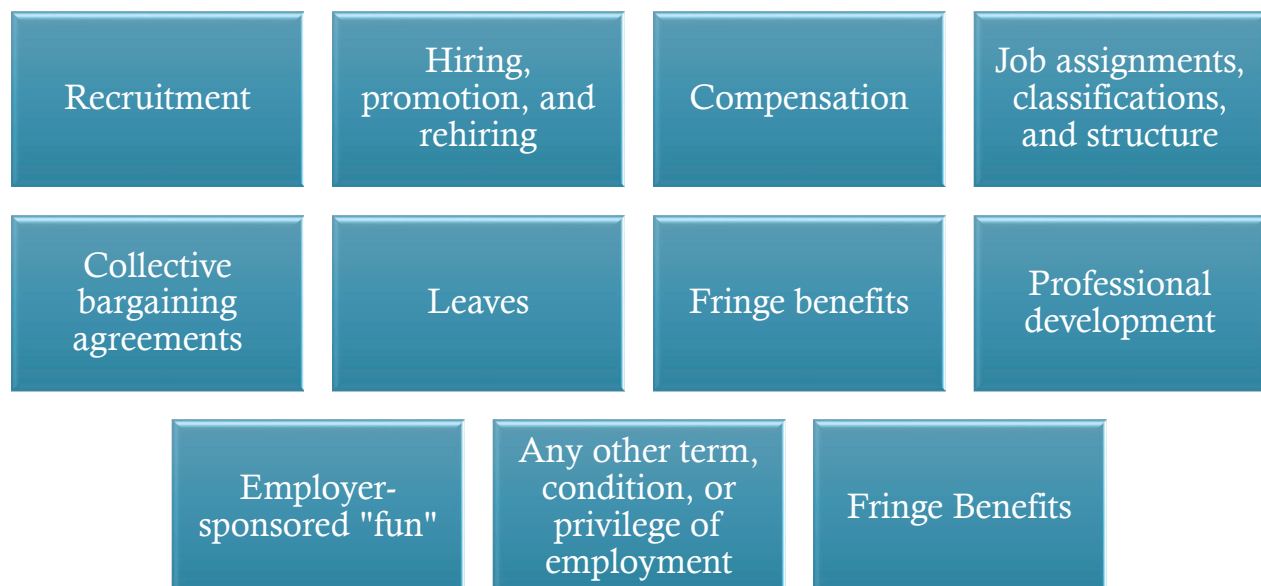 Recruitment
Hiring,
promotion, and
rehiring
Compensation
Job assignments,
classifications,
and structure
Collective
bargaining
agreements
Leaves
Fringe benefits
Professional
development
Employer-
sponsored "fun"
Any other term,
condition, or
privilege of
employment
Fringe Benefits